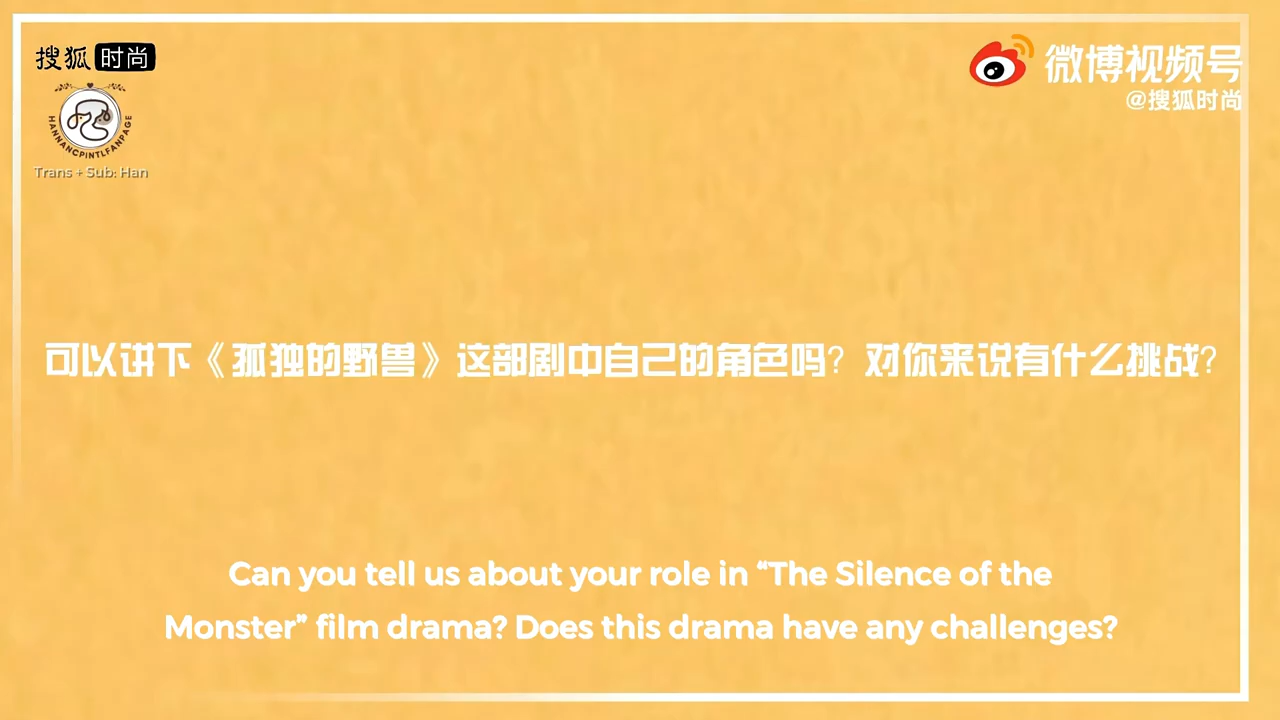 搜狐 时尚
HANNANCPINTLFANPAGE
Trans + Sub: Han
微博视频号
@搜狐时尚
可以讲下《孤独的野兽》这部剧中自己的角色吗？对你来说有什么挑战？
Can you tell us about your role in “The Silence of the
Monster” film drama? Does this drama have any challenges?